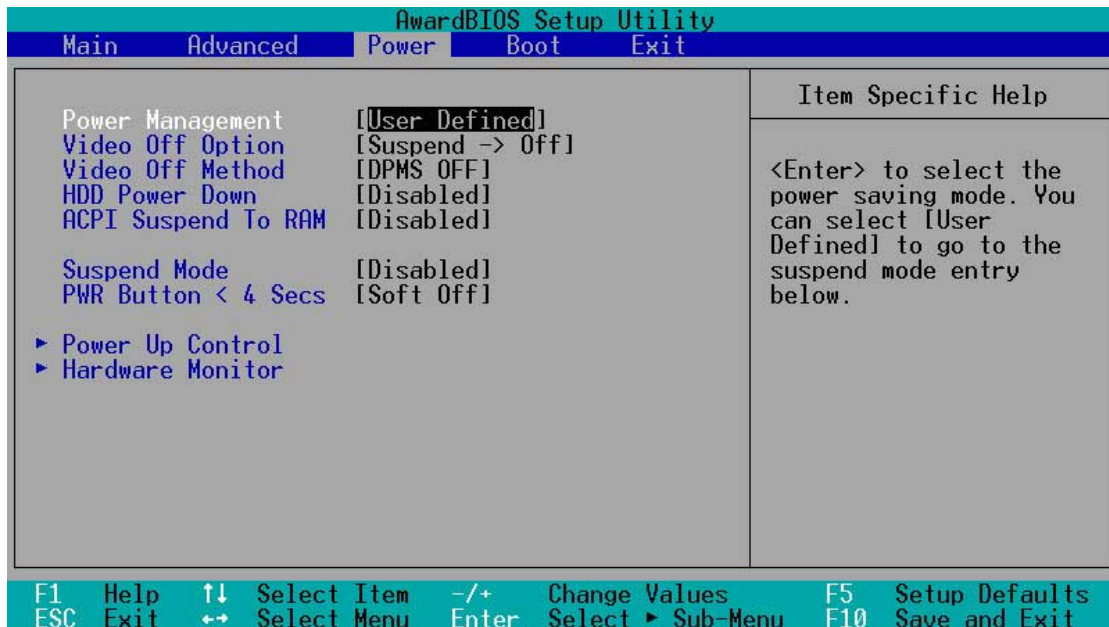 AwardBIOS Setup Utility
Main Advanced Power Boot Exit
Power Management [User Defined]
Video Off Option [Suspend -> Off]
Video Off Method [DPMS OFF]
HDD Power Down [Disabled]
ACPI Suspend To RAM [Disabled]
Suspend Mode [Disabled]
PWR Button < 4 Secs [Soft Off]
► Power Up Control
► Hardware Monitor
Item Specific Help
<Enter> to select the
power saving mode. You
can select [User
Defined] to go to the
suspend mode entry
below.
F1 Help ↑↓ Select Item -/+ Change Values F5 Setup Defaults
ESC Exit ←→ Select Menu Enter Select ► Sub-Menu F10 Save and Exit